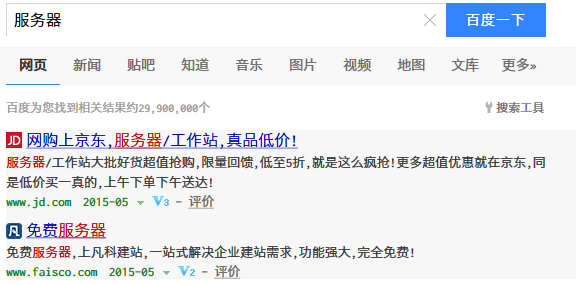 服务器
百度一下
网页 新闻 贴吧 知道 音乐 图片 视频 地图 文库 更多»
百度为您找到相关结果约29,900,000个 搜索工具
JD 网购上京东,服务器/工作站,真品低价!
服务器/工作站大批好货超值抢购,限量回馈,低至5折,就是这么疯抢!更多超值优惠就在京东,同
是低价买一真的,上午下单下午送达!
www.jd.com 2015-05 V3 - 评价
免费服务器
免费服务器,上凡科建站,一站式解决企业建站需求,功能强大,完全免费!
www.faisco.com 2015-05 V2 - 评价